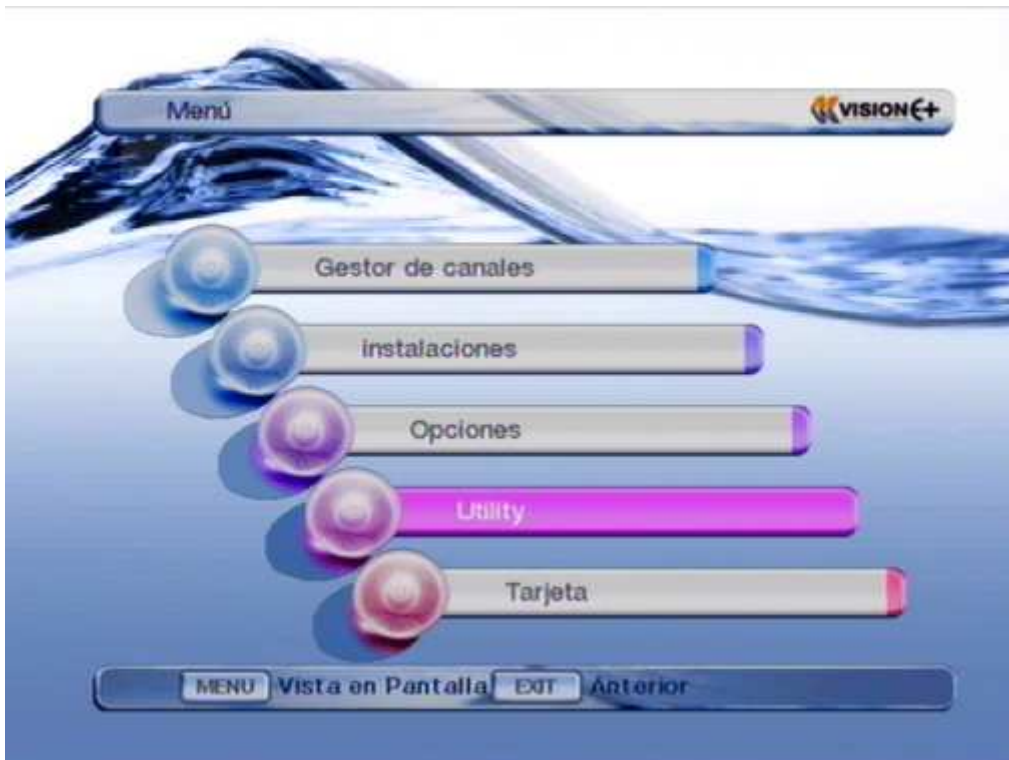 Menú
VISION E+
Gestor de canales
instalaciones
Opciones
Utility
Tarjeta
MENU Vista en Pantalla EXIT Anterior